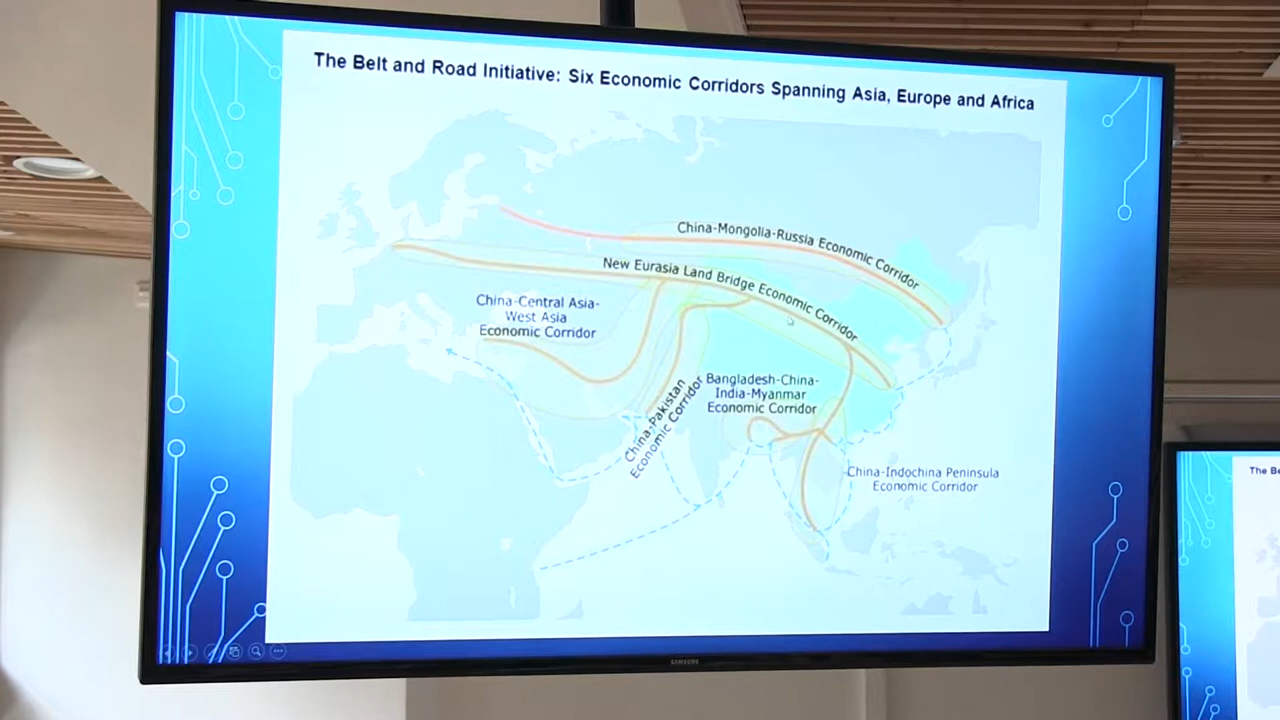 The Belt and Road Initiative: Six Economic Corridors Spanning Asia, Europe and Africa
China-Mongolia-Russia Economic Corridor
New Eurasia Land Bridge Economic Corridor
China-Central Asia-
West Asia
Economic Corridor
China-Pakistan
Economic Corridor
Bangladesh-China-
India-Myanmar
Economic Corridor
China-Indochina Peninsula
Economic Corridor
SAMSUNG
The Be